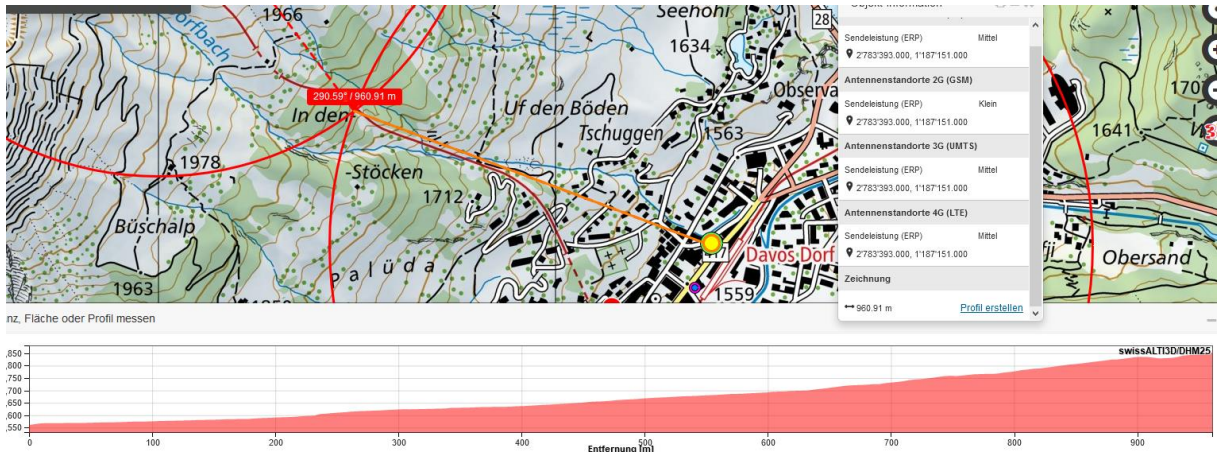 1966
Seehohl
28
Objekt-Information
1634
orfbach
Sendeleistung (ERP) Mittel
2'783'393.000, 1'187'151.000
290.59° / 960.91 m
In den
Uf den Böden
Observa
Antennenstandorte 2G (GSM)
Sendeleistung (ERP) Klein
2'783'393.000, 1'187'151.000
170
Tschuggen
1563
1641
Antennenstandorte 3G (UMTS)
1978
-Stöcken
Sendeleistung (ERP) Mittel
2'783'393.000, 1'187'151.000
1712
Antennenstandorte 4G (LTE)
Büschalp
Sendeleistung (ERP) Mittel
2'783'393.000, 1'187'151.000
Davos Dorf
Obersand
Palüda
1963
1559
Zeichnung
960.91 m Profil erstellen
nz, Fläche oder Profil messen
swissALTI3D/DHM25
,850
,800
,750
,700
,650
,600
,550
0 100 200 300 400 500 600 700 800 900
Entfernung [m]